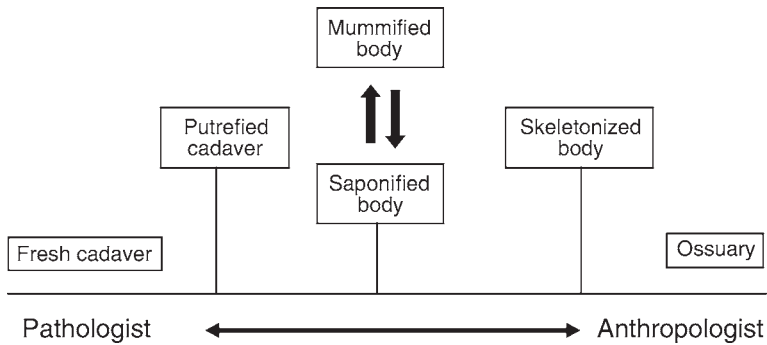 Mummified
body
Putrefied
cadaver
Skeletonized
body
Saponified
body
Fresh cadaver
Ossuary
Pathologist
Anthropologist